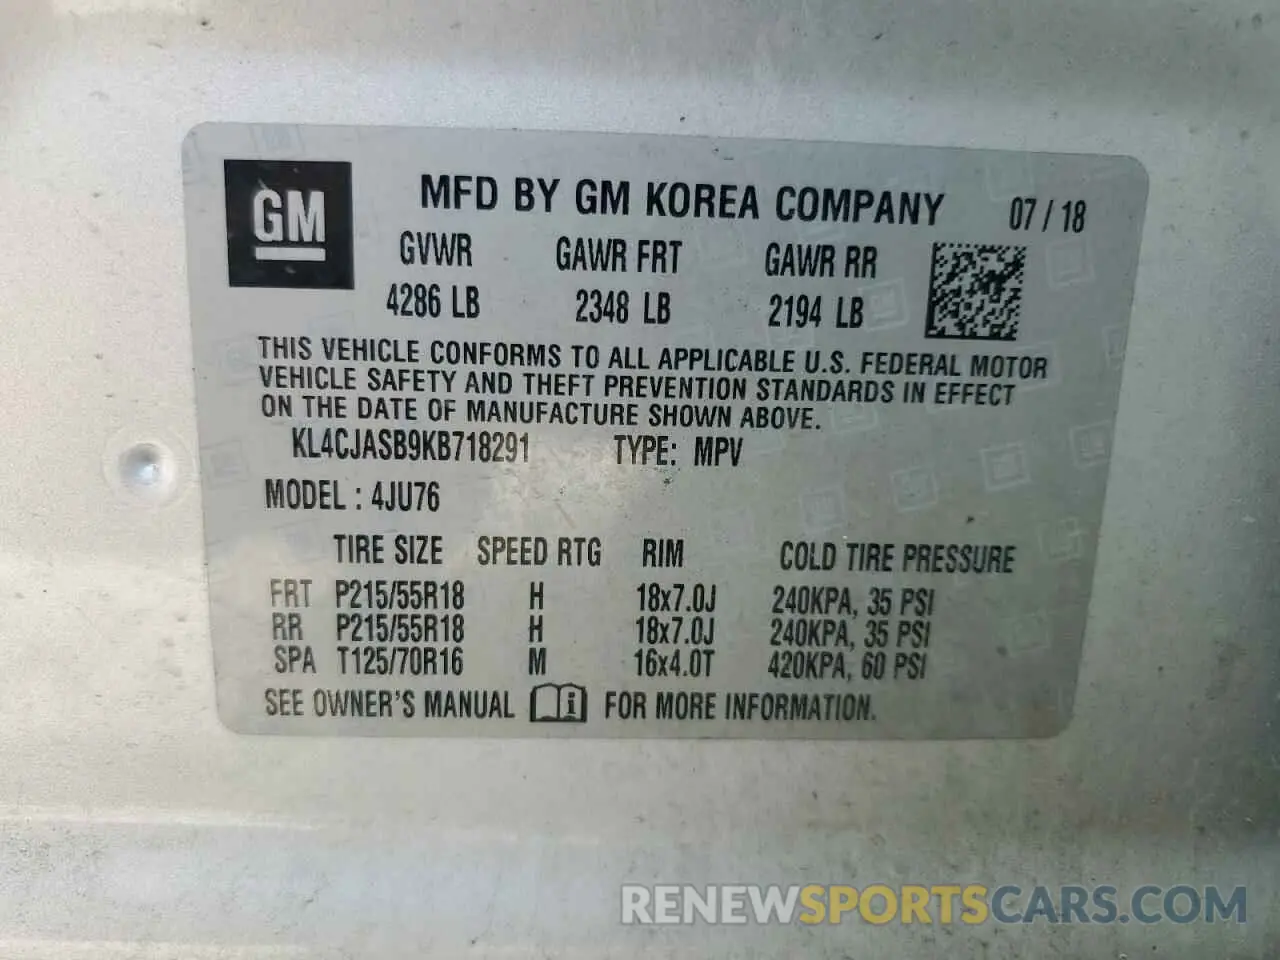 GM
MFD BY GM KOREA COMPANY 07 / 18
GVWR GAWR FRT GAWR RR
4286 LB 2348 LB 2194 LB
THIS VEHICLE CONFORMS TO ALL APPLICABLE U.S. FEDERAL MOTOR
VEHICLE SAFETY AND THEFT PREVENTION STANDARDS IN EFFECT
ON THE DATE OF MANUFACTURE SHOWN ABOVE.
KL4CJASB9KB718291 TYPE: MPV
MODEL : 4JU76
TIRE SIZE SPEED RTG RIM COLD TIRE PRESSURE
FRT P215/55R18 H 18x7.0J 240KPA, 35 PSI
RR P215/55R18 H 18x7.0J 240KPA, 35 PSI
SPA T125/70R16 M 16x4.0T 420KPA, 60 PSI
SEE OWNER'S MANUAL i FOR MORE INFORMATION.
RENEWSPORTSCARS.COM